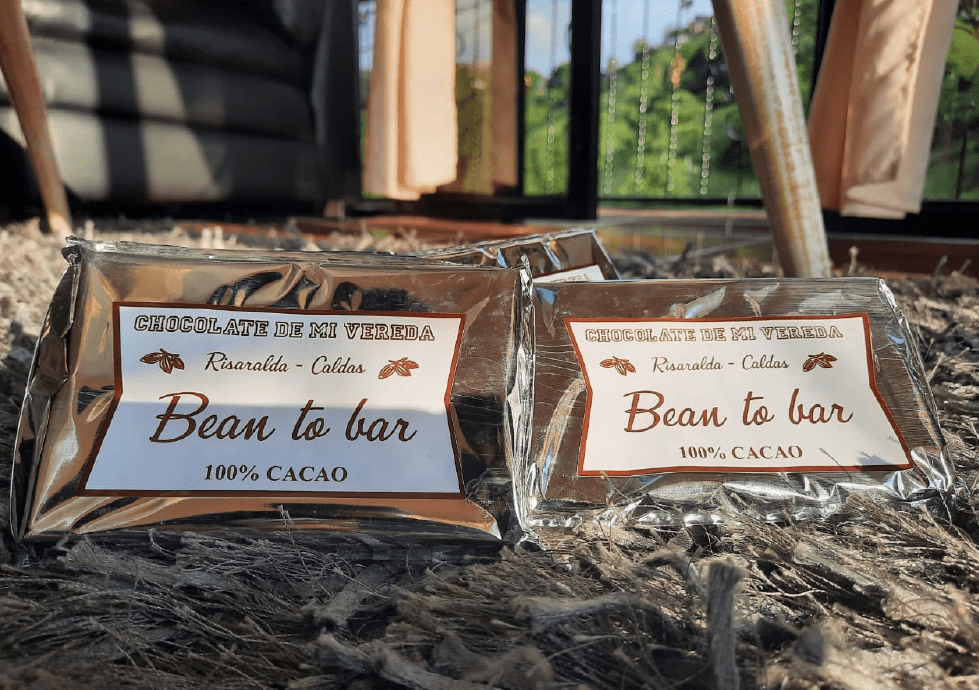 CHOCOLATE DE MI VEREDA
Risaralda - Caldas
Bean to bar
100% CACAO
CHOCOLATE DE MI VEREDA
Risaralda - Caldas
Bean to bar
100% CACAO